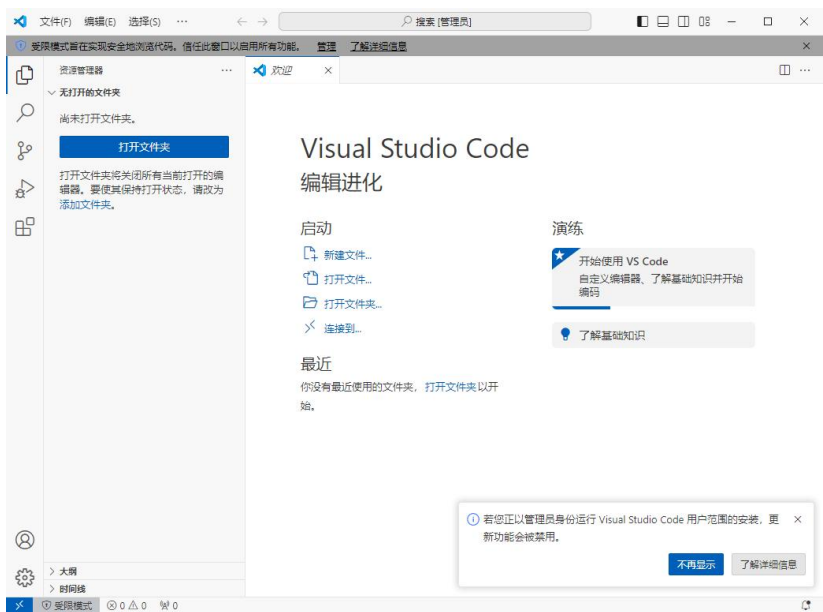 文件(F) 编辑(E) 选择(S) ··· 搜索 [管理员]
受限模式旨在实现安全地浏览代码。信任此窗口以启用所有功能。 管理 了解详细信息
资源管理器 ···
欢迎
无打开的文件夹
尚未打开文件夹。
打开文件夹
打开文件夹将关闭所有当前打开的编
辑器。要使其保持打开状态，请改为
添加文件夹。
Visual Studio Code
编辑进化
启动
新建文件...
打开文件...
打开文件夹...
连接到...
最近
你没有最近使用的文件夹，打开文件夹以开
始。
演练
开始使用 VS Code
自定义编辑器、了解基础知识并开始
编码
了解基础知识
若您正以管理员身份运行 Visual Studio Code 用户范围的安装，更
新功能会被禁用。
不再显示 了解详细信息
大纲
时间线
受限模式 0 0 0